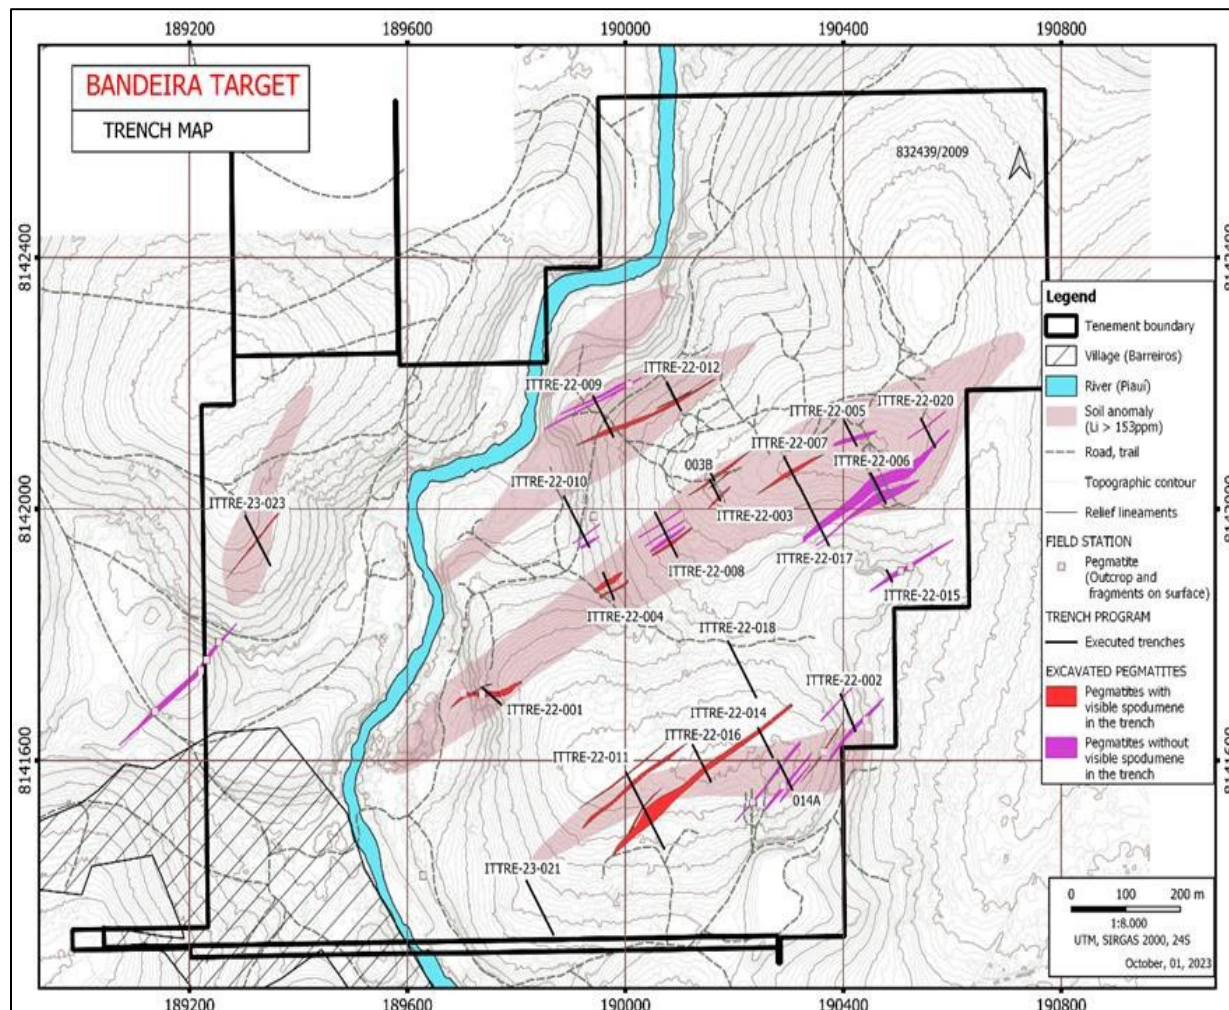 189200 189600 190000 190400 190800
BANDEIRA TARGET
TRENCH MAP
832439/2009
8142400
8142400
Legend
Tenement boundary
Village (Barreiros)
River (Piauí)
Soil anomaly
(Li > 153ppm)
Road, trail
Topographic contour
Relief lineaments
FIELD STATION
Pegmatite
(Outcrop and
fragments on surface)
TRENCH PROGRAM
Executed trenches
EXCAVATED PEGMATITES
Pegmatites with
visible spodumene
in the trench
Pegmatites without
visible spodumene
in the trench
ITTRE-22-012
ITTRE-22-009
ITTRE-22-020
ITTRE-22-005
ITTRE-22-007
003B
ITTRE-22-006
ITTRE-22-010
ITTRE-23-023
8142000
ITTRE-22-003
ITTRE-22-017
ITTRE-22-008
ITTRE-22-015
ITTRE-22-004
ITTRE-22-018
ITTRE-22-002
ITTRE-22-001
ITTRE-22-014
ITTRE-22-016
ITTRE-22-011
8141600
8141600
014A
ITTRE-23-021
0 100 200 m
1:8.000
UTM, SIRGAS 2000, 24S
October, 01, 2023
189200 189600 190000 190400 190800